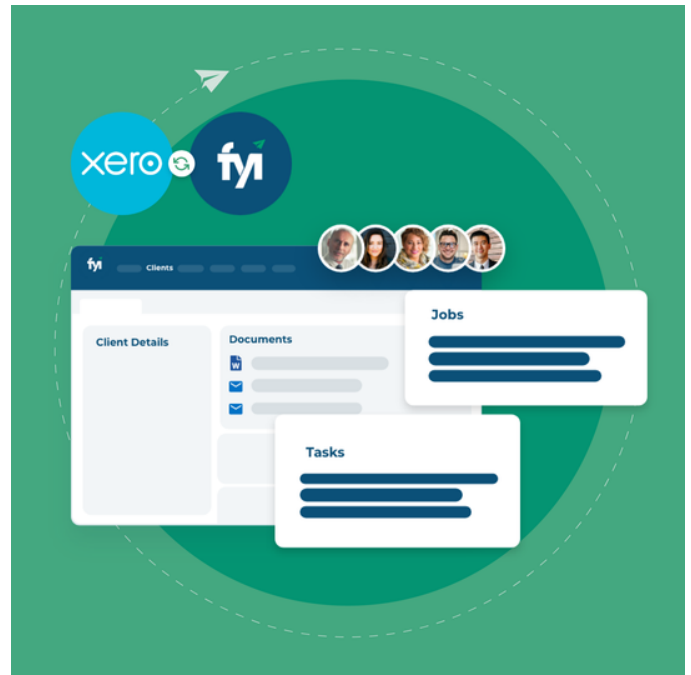 xero
fyi
fyi
Clients
Jobs
Client Details
Documents
W
Tasks